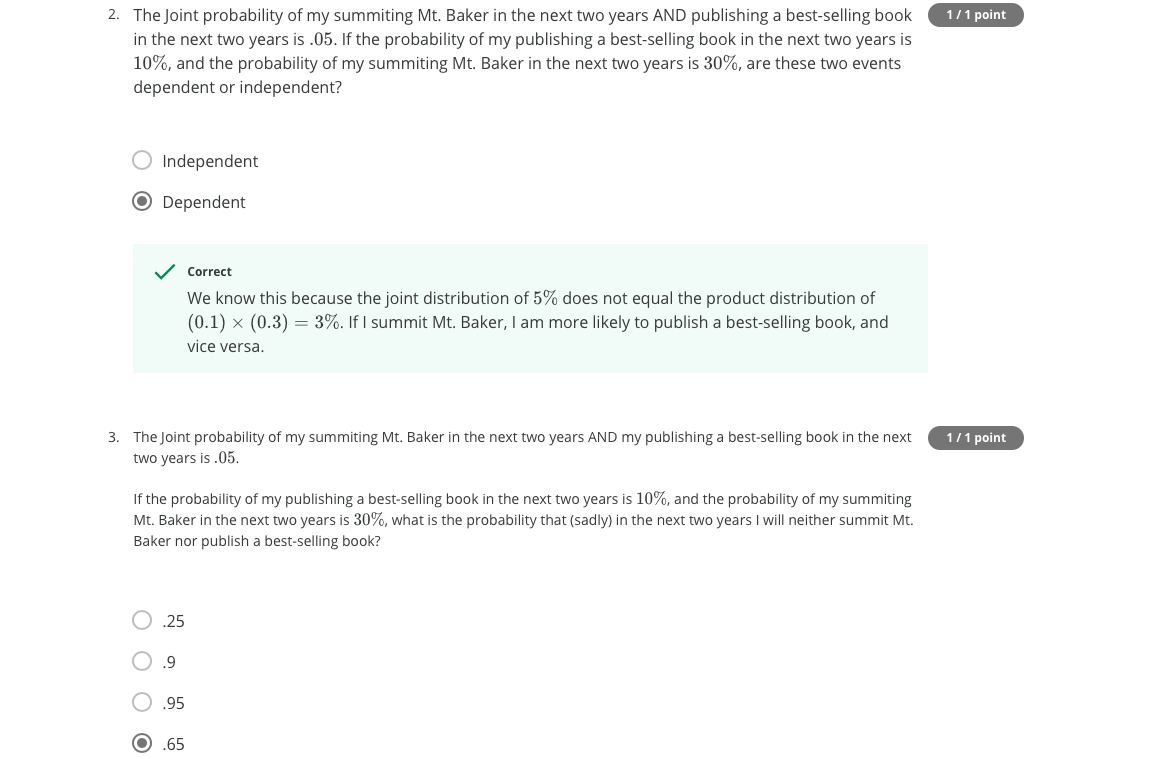 2. The Joint probability of my summiting Mt. Baker in the next two years AND publishing a best-selling book 1 / 1 point
in the next two years is .05. If the probability of my publishing a best-selling book in the next two years is
10%, and the probability of my summiting Mt. Baker in the next two years is 30%, are these two events
dependent or independent?
Independent
Dependent
Correct
We know this because the joint distribution of 5% does not equal the product distribution of
(0.1) × (0.3) = 3%. If I summit Mt. Baker, I am more likely to publish a best-selling book, and
vice versa.
3. The Joint probability of my summiting Mt. Baker in the next two years AND my publishing a best-selling book in the next 1 / 1 point
two years is .05.
If the probability of my publishing a best-selling book in the next two years is 10%, and the probability of my summiting
Mt. Baker in the next two years is 30%, what is the probability that (sadly) in the next two years I will neither summit Mt.
Baker nor publish a best-selling book?
.25
.9
.95
.65